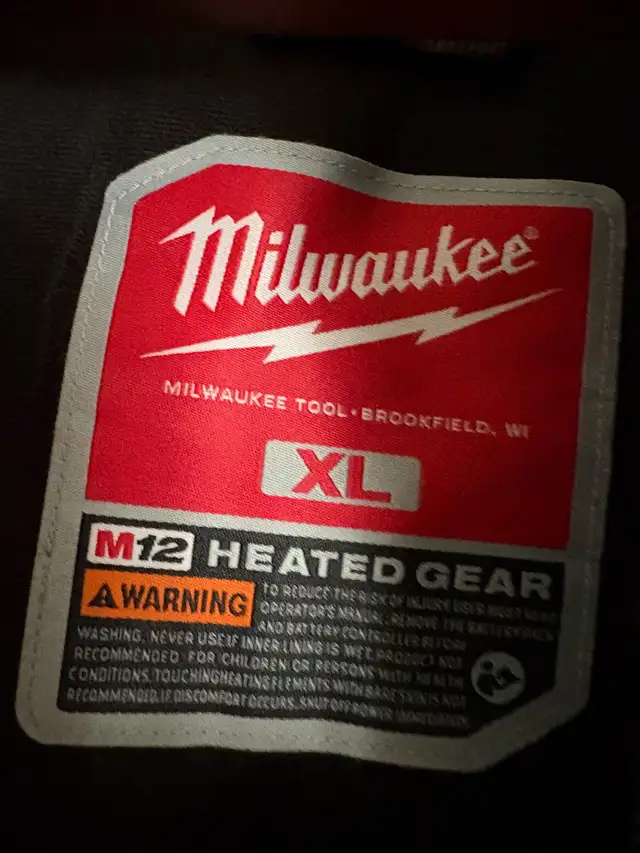 Milwaukee®
MILWAUKEE TOOL • BROOKFIELD, WI
XL
M12 HEATED GEAR
WARNING TO REDUCE THE RISK OF INJURY, USER MUST READ
OPERATOR'S MANUAL. REMOVE THE BATTERY PACK
AND BATTERY CONTROLLER BEFORE
WASHING. NEVER USE IF INNER LINING IS WET. PRODUCT NOT
RECOMMENDED FOR CHILDREN OR PERSONS WITH HEALTH
CONDITIONS. TOUCHING HEATING ELEMENTS WITH BARE SKIN IS NOT
RECOMMENDED. IF DISCOMFORT OCCURS, SHUT OFF POWER IMMEDIATELY.